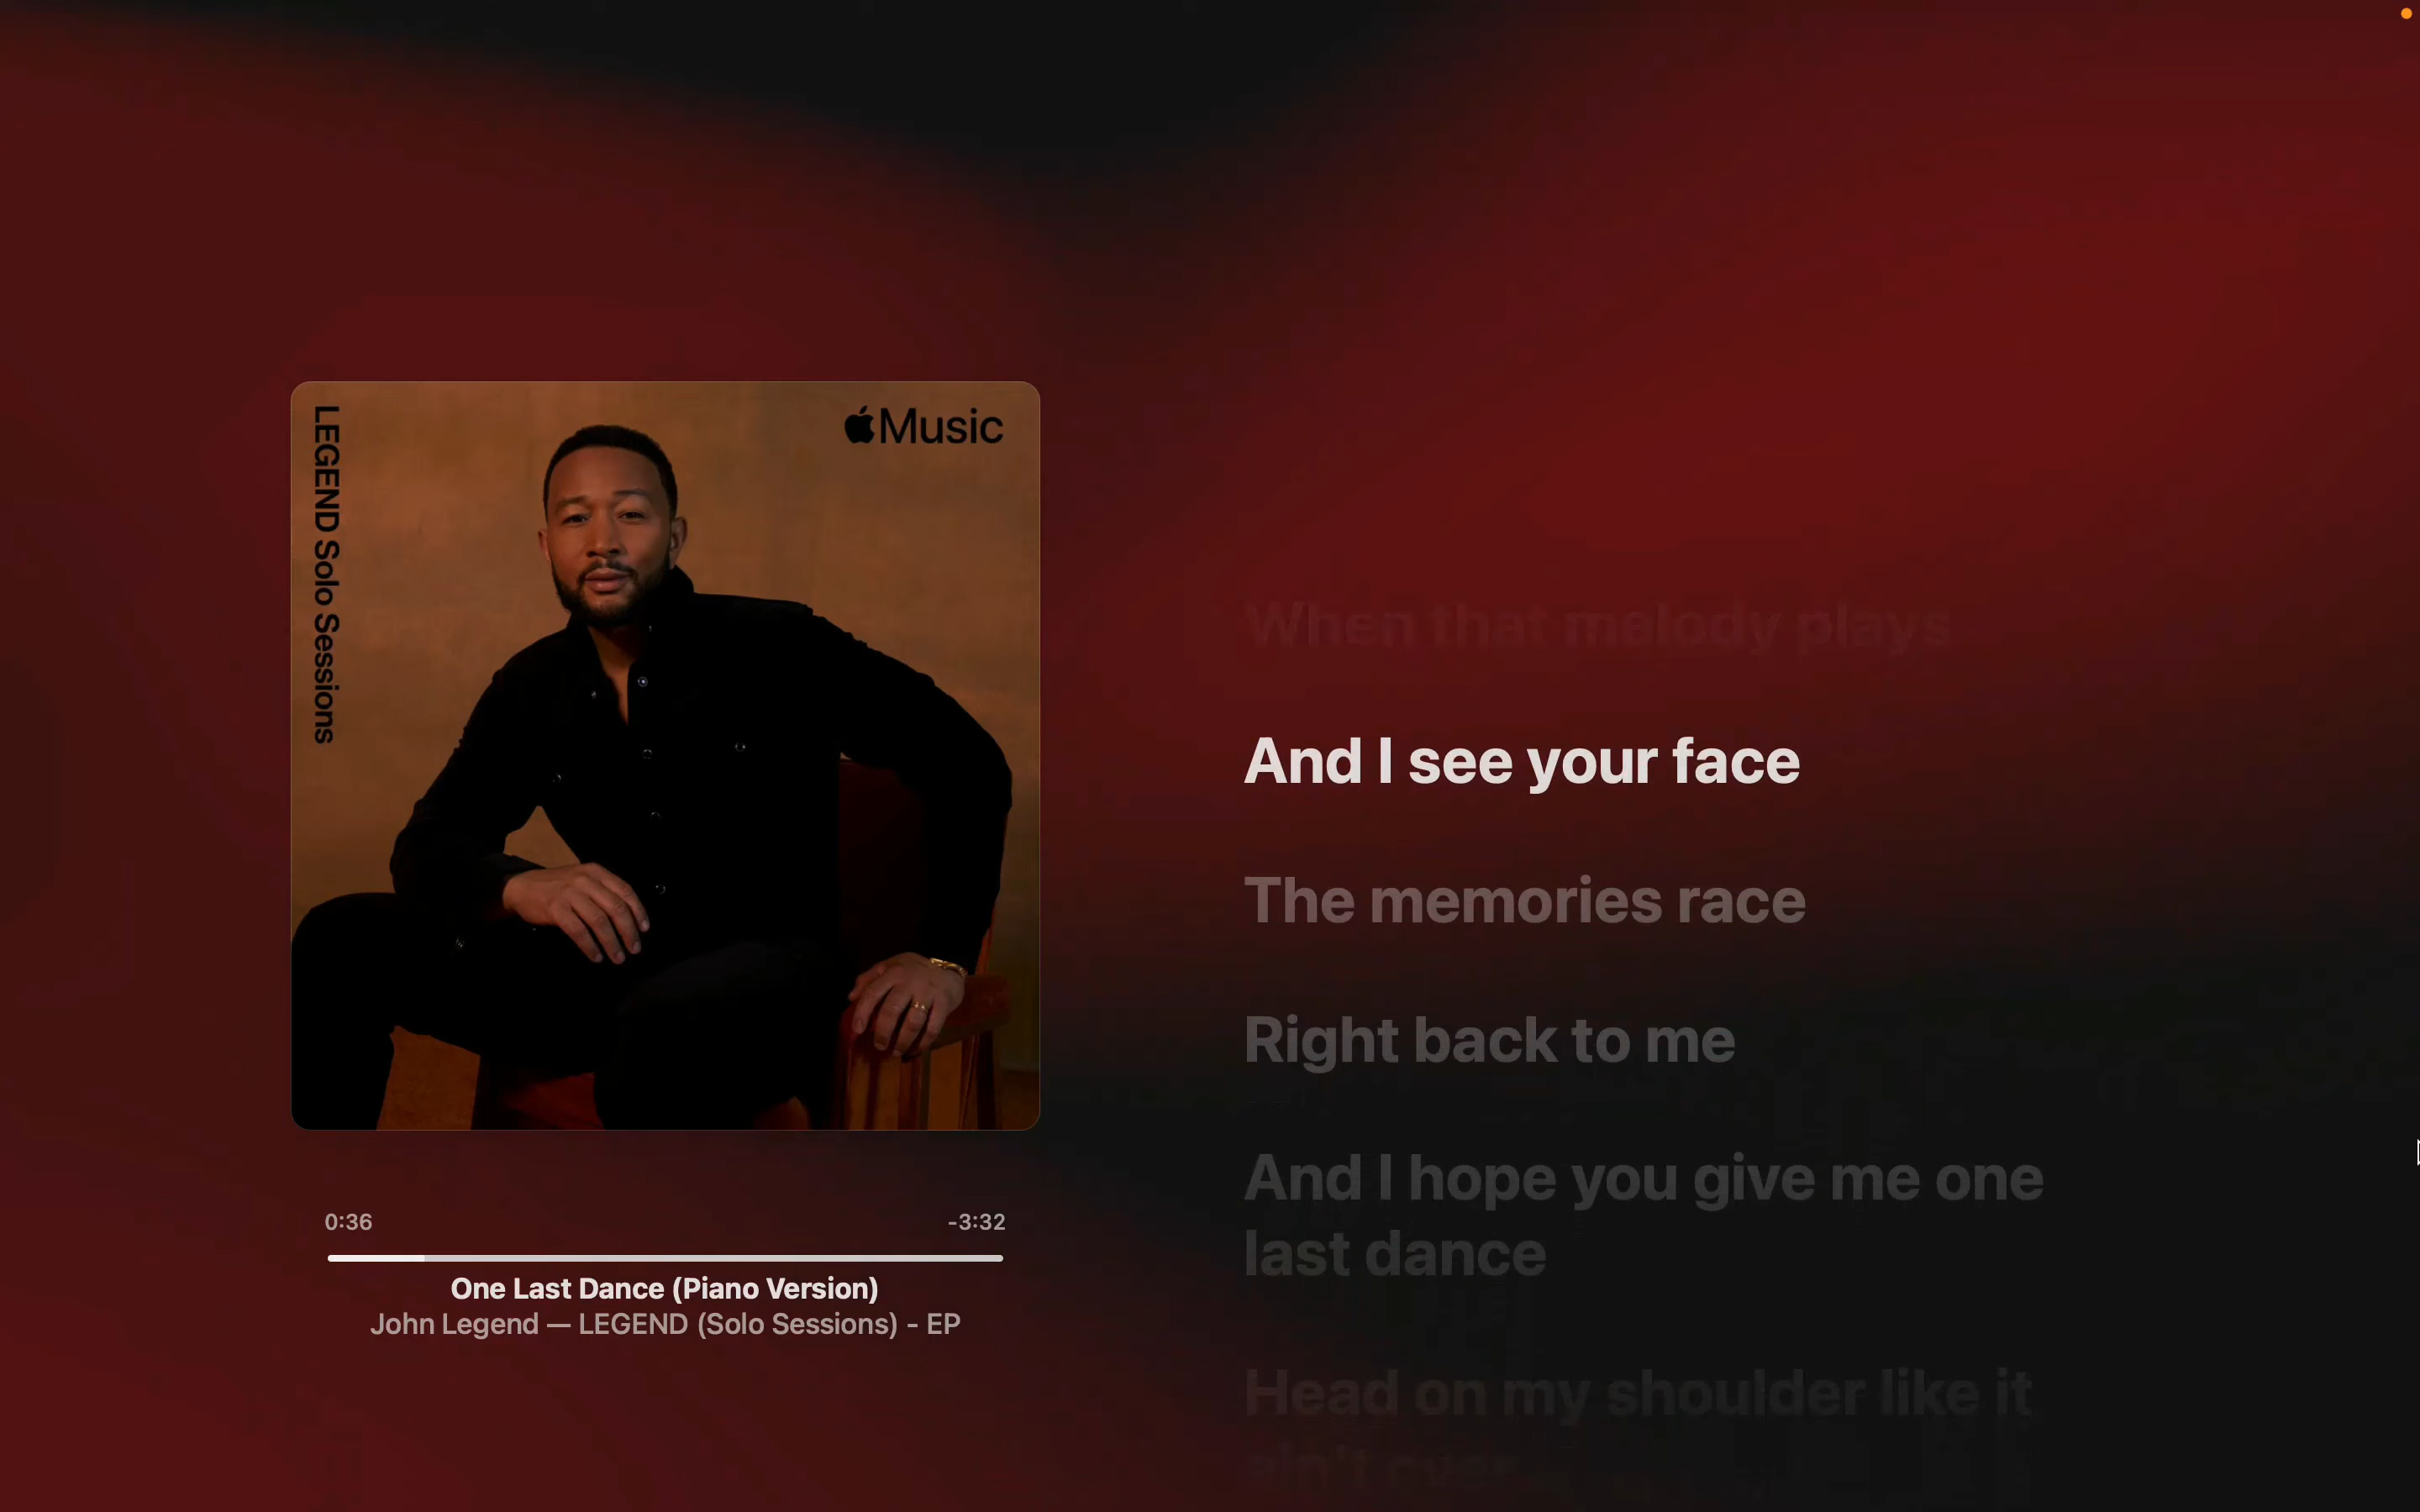 LEGEND Solo Sessions
Music
0:36
-3:32
One Last Dance (Piano Version)
John Legend — LEGEND (Solo Sessions) - EP
When that melody plays
And I see your face
The memories race
Right back to me
And I hope you give me one
last dance
Head on my shoulder like it
ain't over